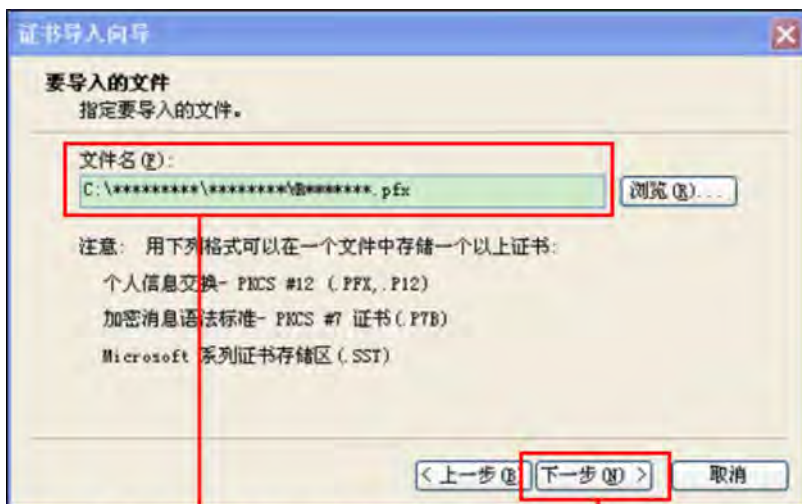 证书导入向导
要导入的文件
指定要导入的文件。
文件名(F):
C:\*********\********\B*******.pfx
浏览(R)...
注意: 用下列格式可以在一个文件中存储一个以上证书:
个人信息交换- PKCS #12 (.PFX,.P12)
加密消息语法标准- PKCS #7 证书(.P7B)
Microsoft 系列证书存储区(.SST)
< 上一步(B 下一步(N) > 取消